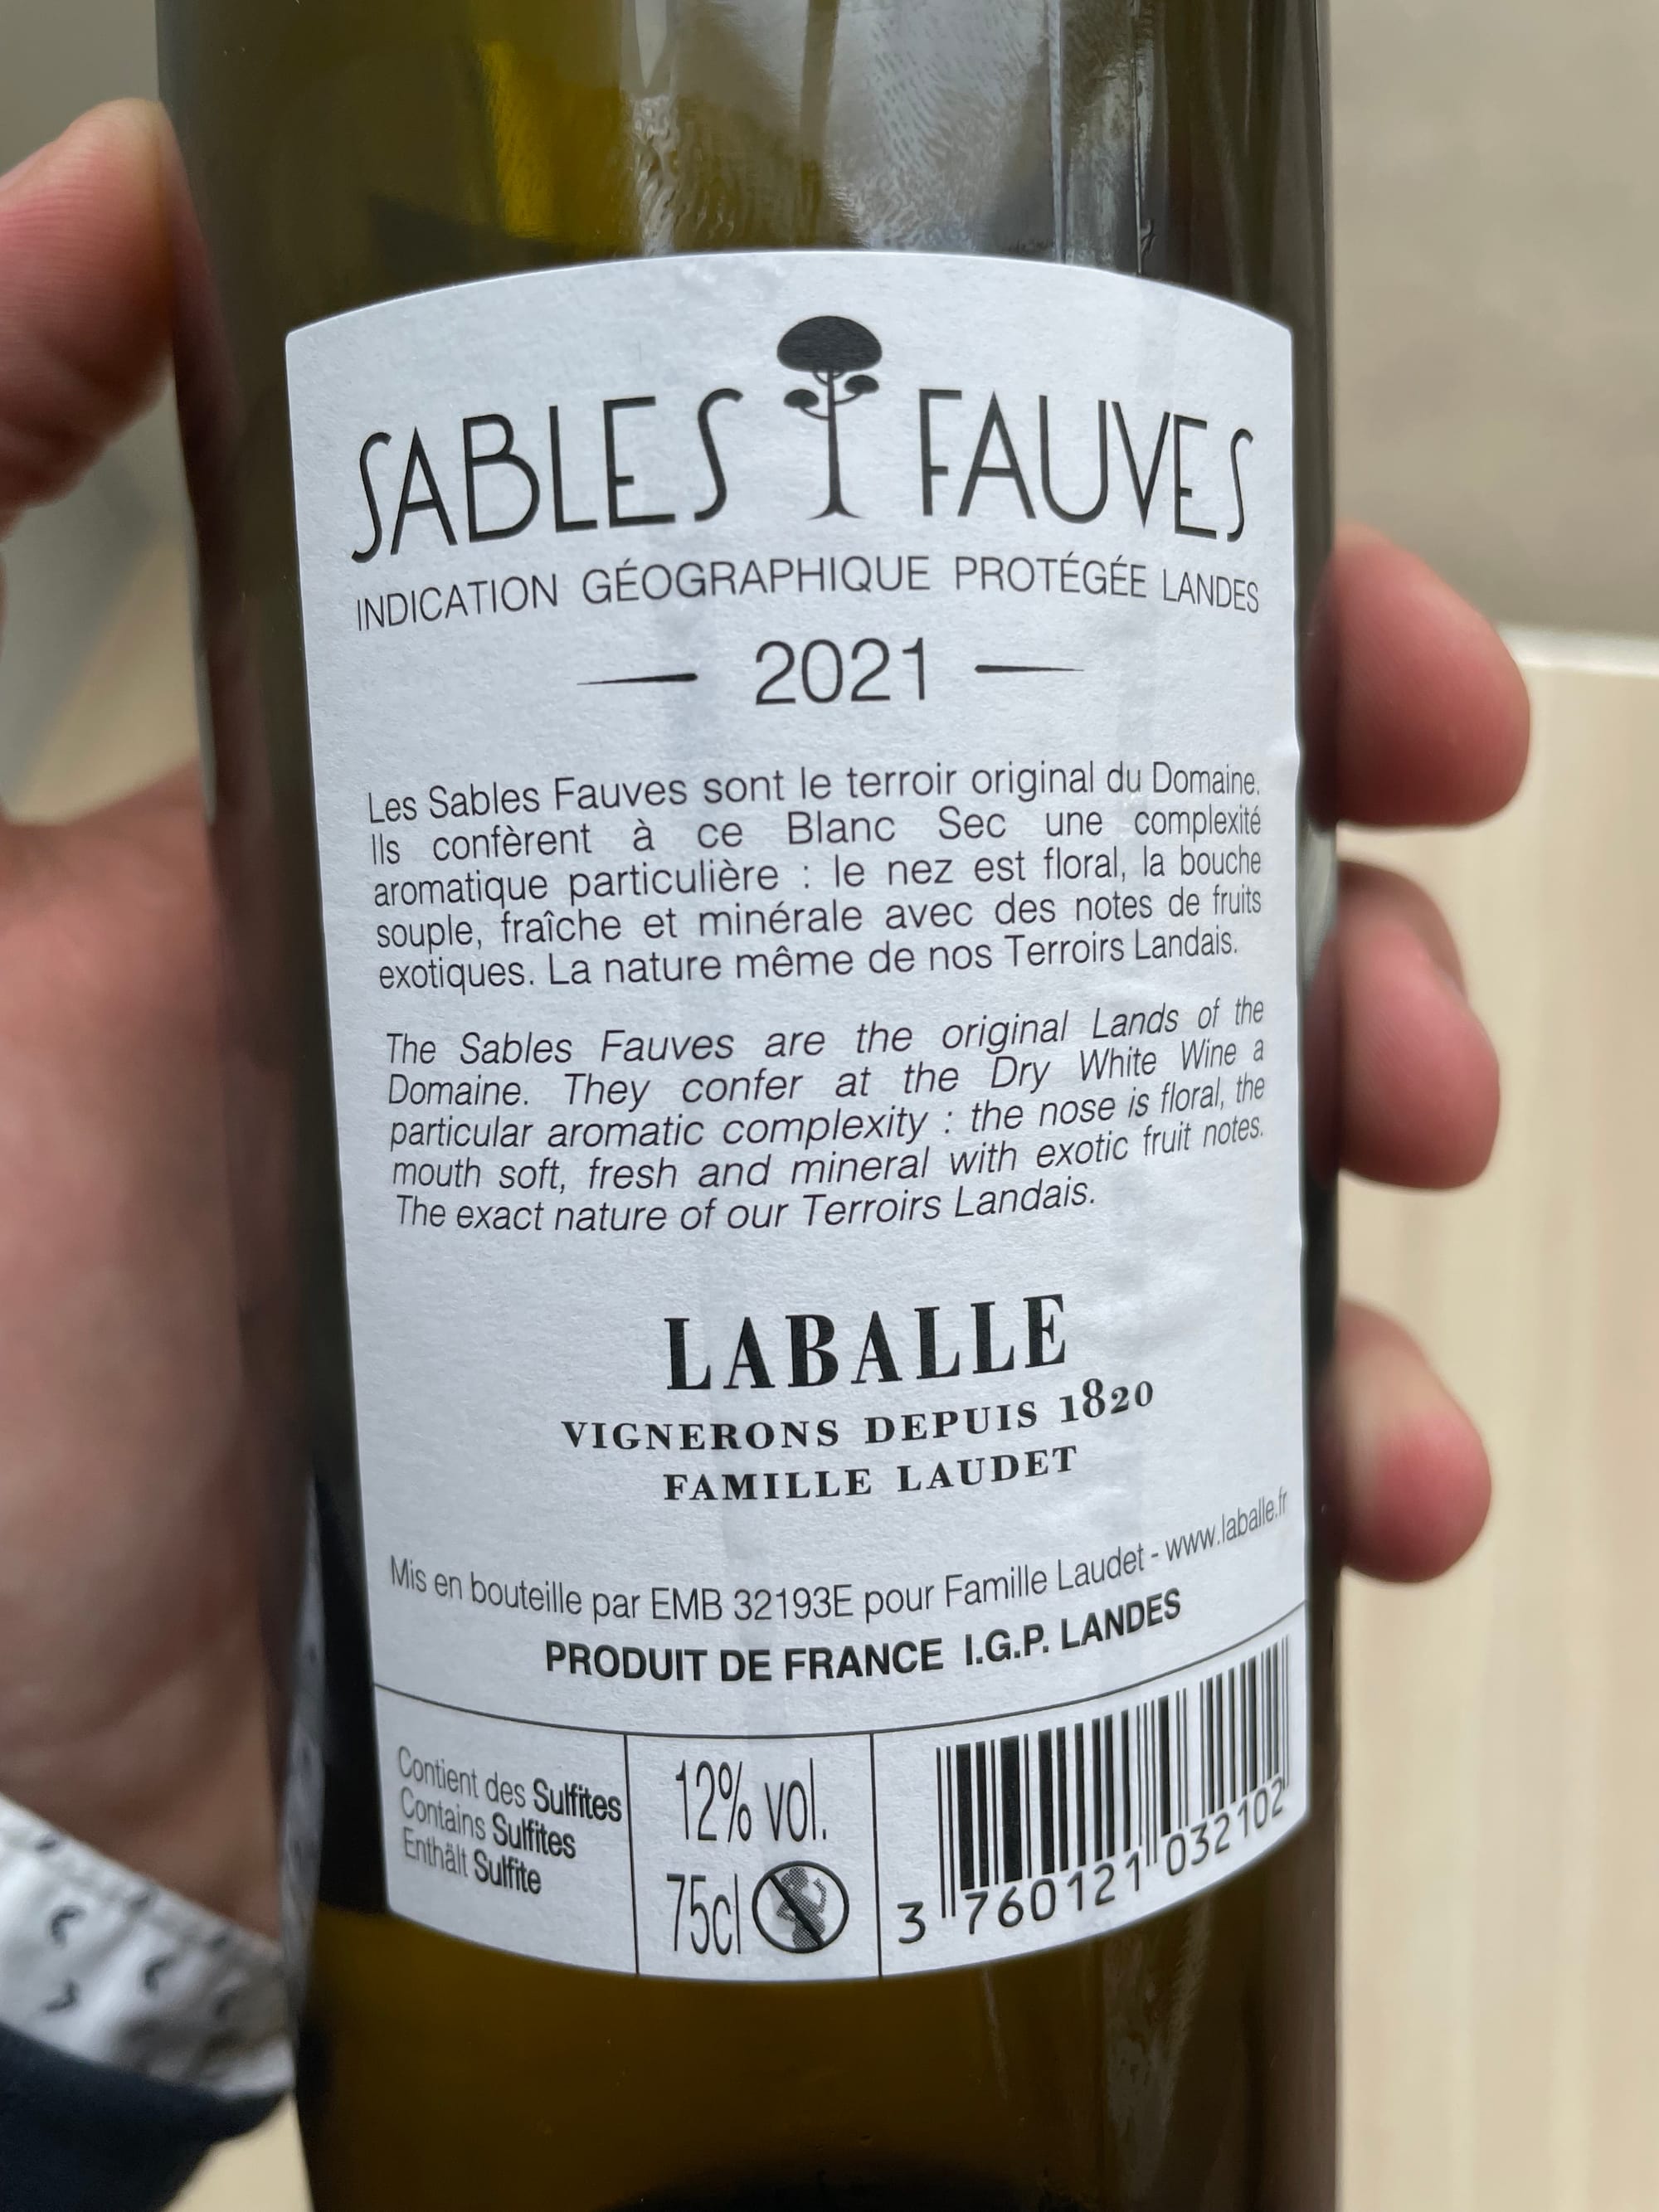 SABLES FAUVES
INDICATION GÉOGRAPHIQUE PROTÉGÉE LANDES
2021
Les Sables Fauves sont le terroir original du Domaine.
Ils confèrent à ce Blanc Sec une complexité
aromatique particulière : le nez est floral, la bouche
souple, fraîche et minérale avec des notes de fruits
exotiques. La nature même de nos Terroirs Landais.
The Sables Fauves are the original Lands of the
Domaine. They confer at the Dry White Wine a
particular aromatic complexity : the nose is floral, the
mouth soft, fresh and mineral with exotic fruit notes.
The exact nature of our Terroirs Landais.
LABALLE
VIGNERONS DEPUIS 1820
FAMILLE LAUDET
Mis en bouteille par EMB 32193E pour Famille Laudet - www.laballe.fr
PRODUIT DE FRANCE I.G.P. LANDES
Contient des Sulfites
Contains Sulfites
Enthält Sulfite
12% vol.
75cl
3 760121 032102